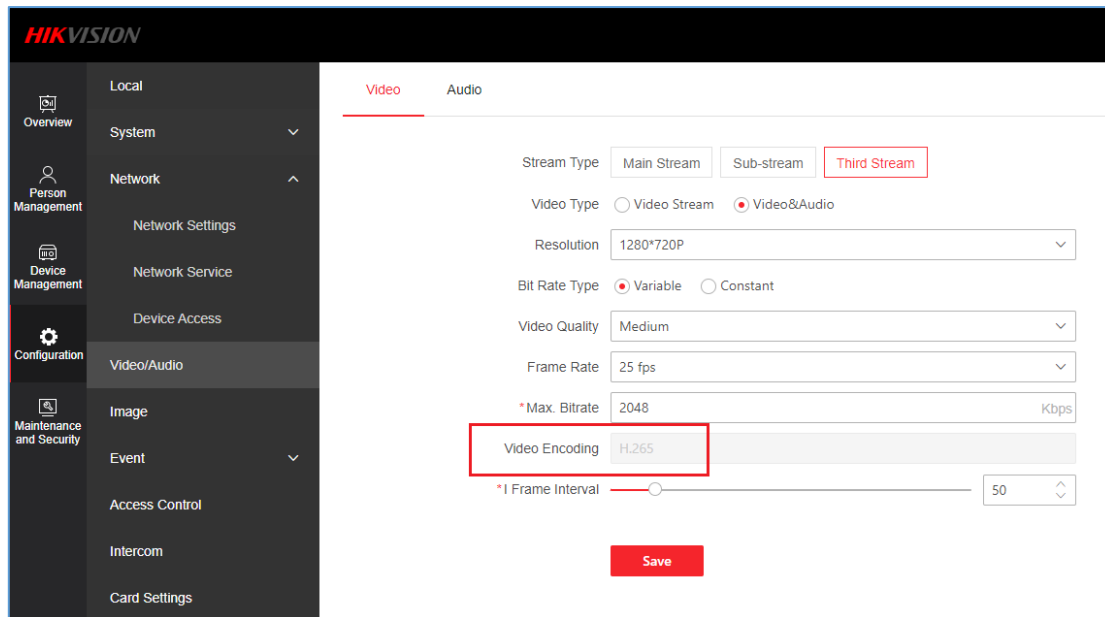 HIKVISION
Overview
Person
Management
Device
Management
Configuration
Maintenance
and Security
Local
System
Network
Network Settings
Network Service
Device Access
Video/Audio
Image
Event
Access Control
Intercom
Card Settings
Video Audio
Stream Type Main Stream Sub-stream Third Stream
Video Type Video Stream Video&Audio
Resolution 1280*720P
Bit Rate Type Variable Constant
Video Quality Medium
Frame Rate 25 fps
*Max. Bitrate 2048 Kbps
Video Encoding H.265
*I Frame Interval 50
Save